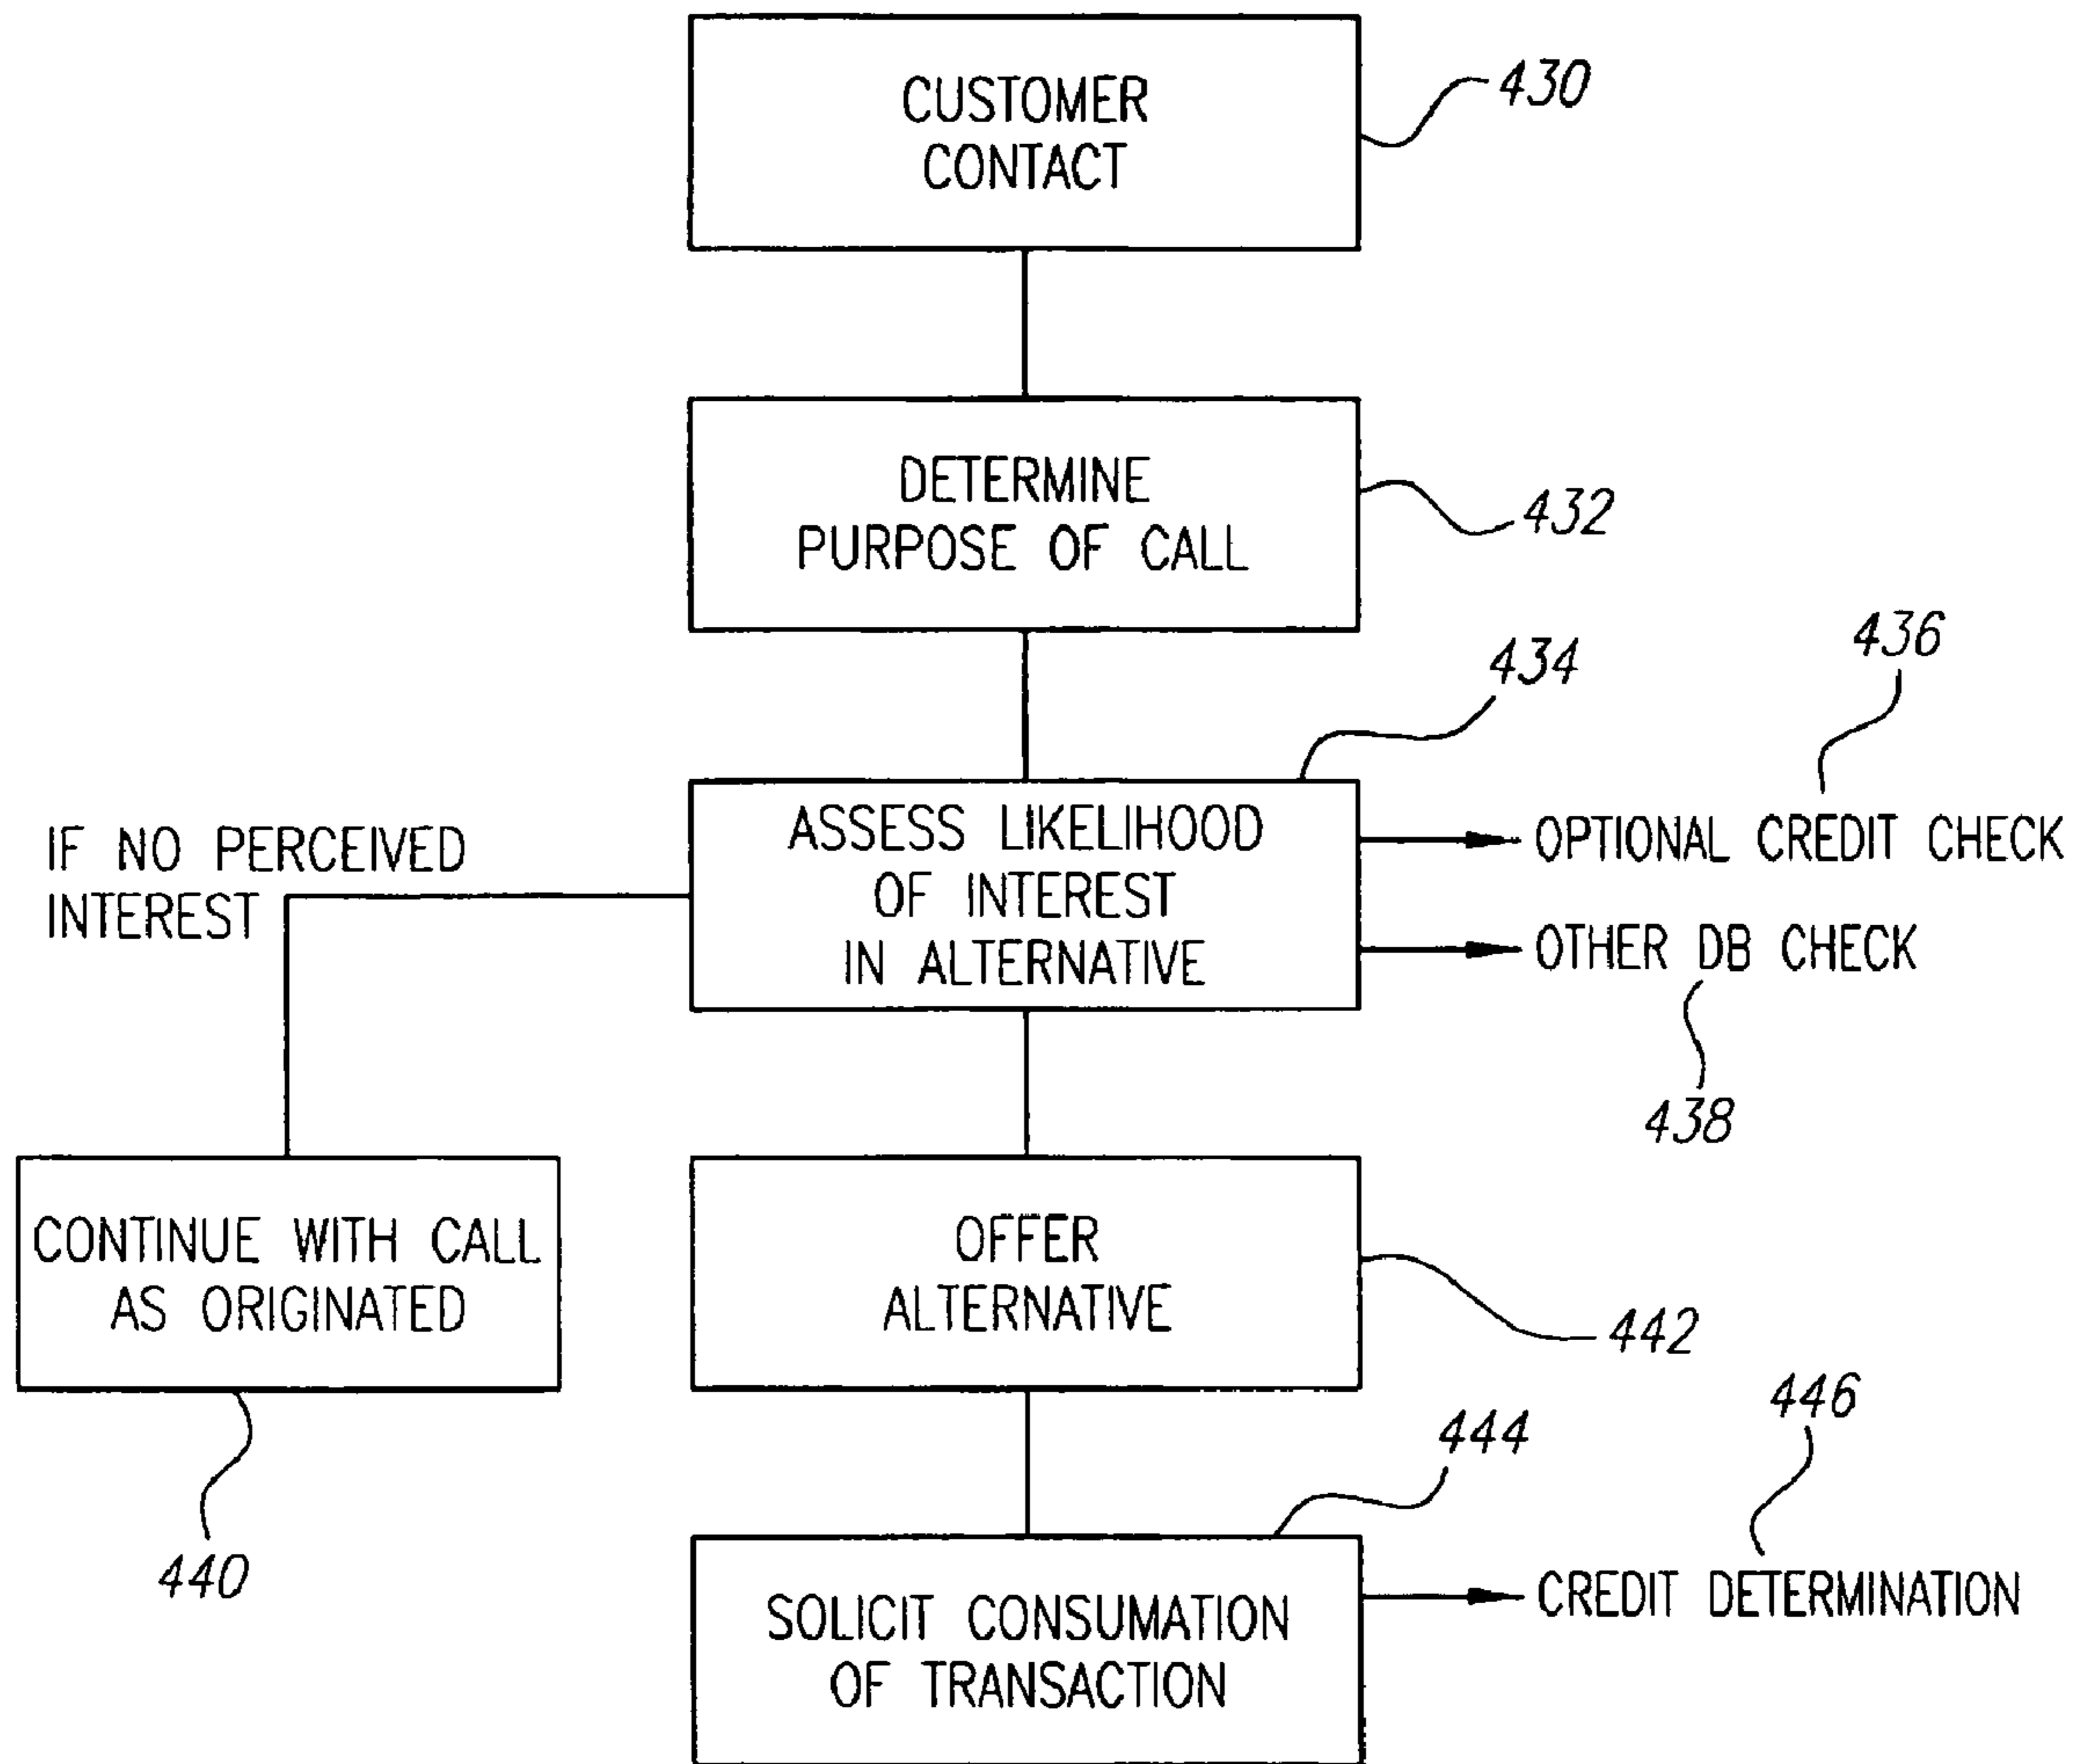 CUSTOMER
CONTACT
430
DETERMINE
PURPOSE OF CALL
432
434
436
ASSESS LIKELIHOOD
OF INTEREST
IN ALTERNATIVE
IF NO PERCEIVED
INTEREST
OPTIONAL CREDIT CHECK
OTHER DB CHECK
438
CONTINUE WITH CALL
AS ORIGINATED
440
OFFER
ALTERNATIVE
442
444
446
SOLICIT CONSUMATION
OF TRANSACTION
CREDIT DETERMINATION